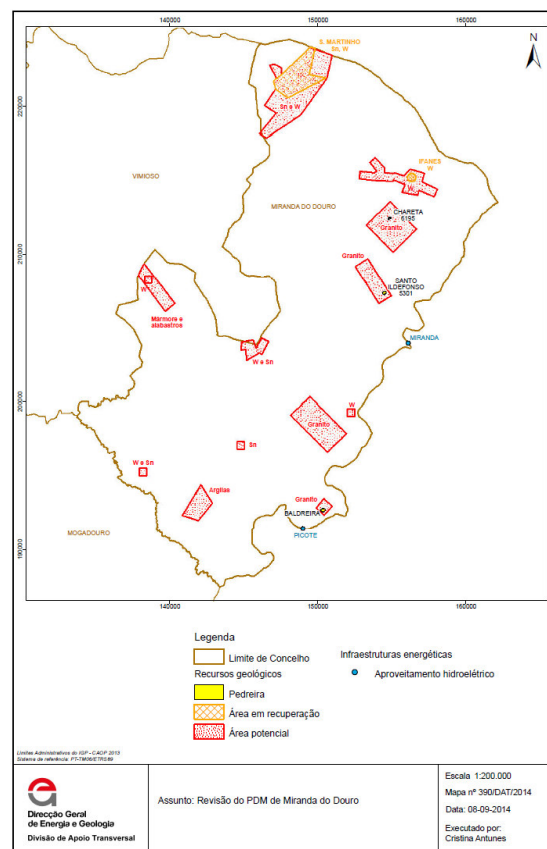 140000 150000 160000
N
S. MARTINHO
Sn, W
220000
Sn e W
VIMIOSO
IFANES
W
W
MIRANDA DO DOURO
CHARETA
6195
Granito
210000
Granito
SANTO
ILDEFONSO
5301
W
Mármore e
alabastros
MIRANDA
W e Sn
200000
W
Granito
Sn
W e Sn
Argilas
Granito
BALDREIRA
MOGADOURO
PICOTE
190000
140000 150000 160000
Legenda
Limite de Concelho
Recursos geológicos
Pedreira
Área em recuperação
Área potencial
Infraestruturas energéticas
Aproveitamento hidroelétrico
Limites Administrativos do IGP - CAOP 2013
Sistema de referência: PT-TM06/ETRS89
Direcção Geral
de Energia e Geologia
Divisão de Apoio Transversal
Assunto: Revisão do PDM de Miranda do Douro
Escala 1:200.000
Mapa nº 390/DAT/2014
Data: 08-09-2014
Executado por:
Cristina Antunes